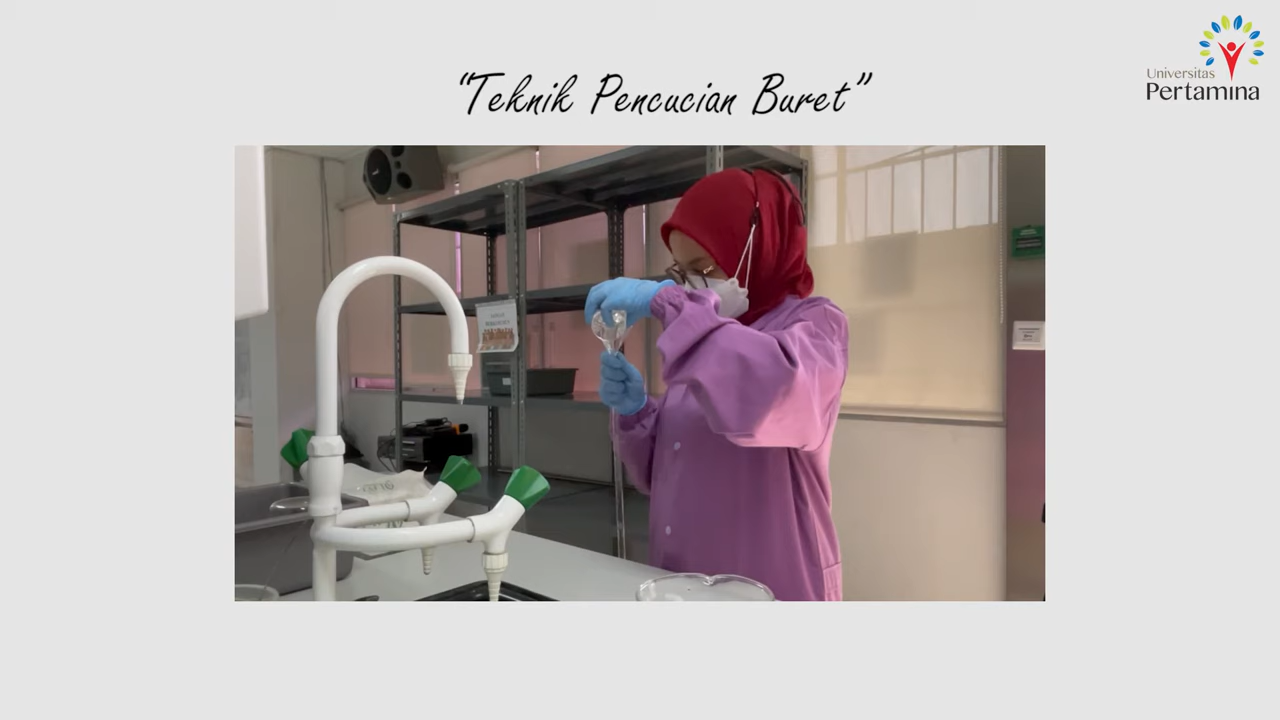 “Teknik Pencucian Buret”
Universitas
Pertamina